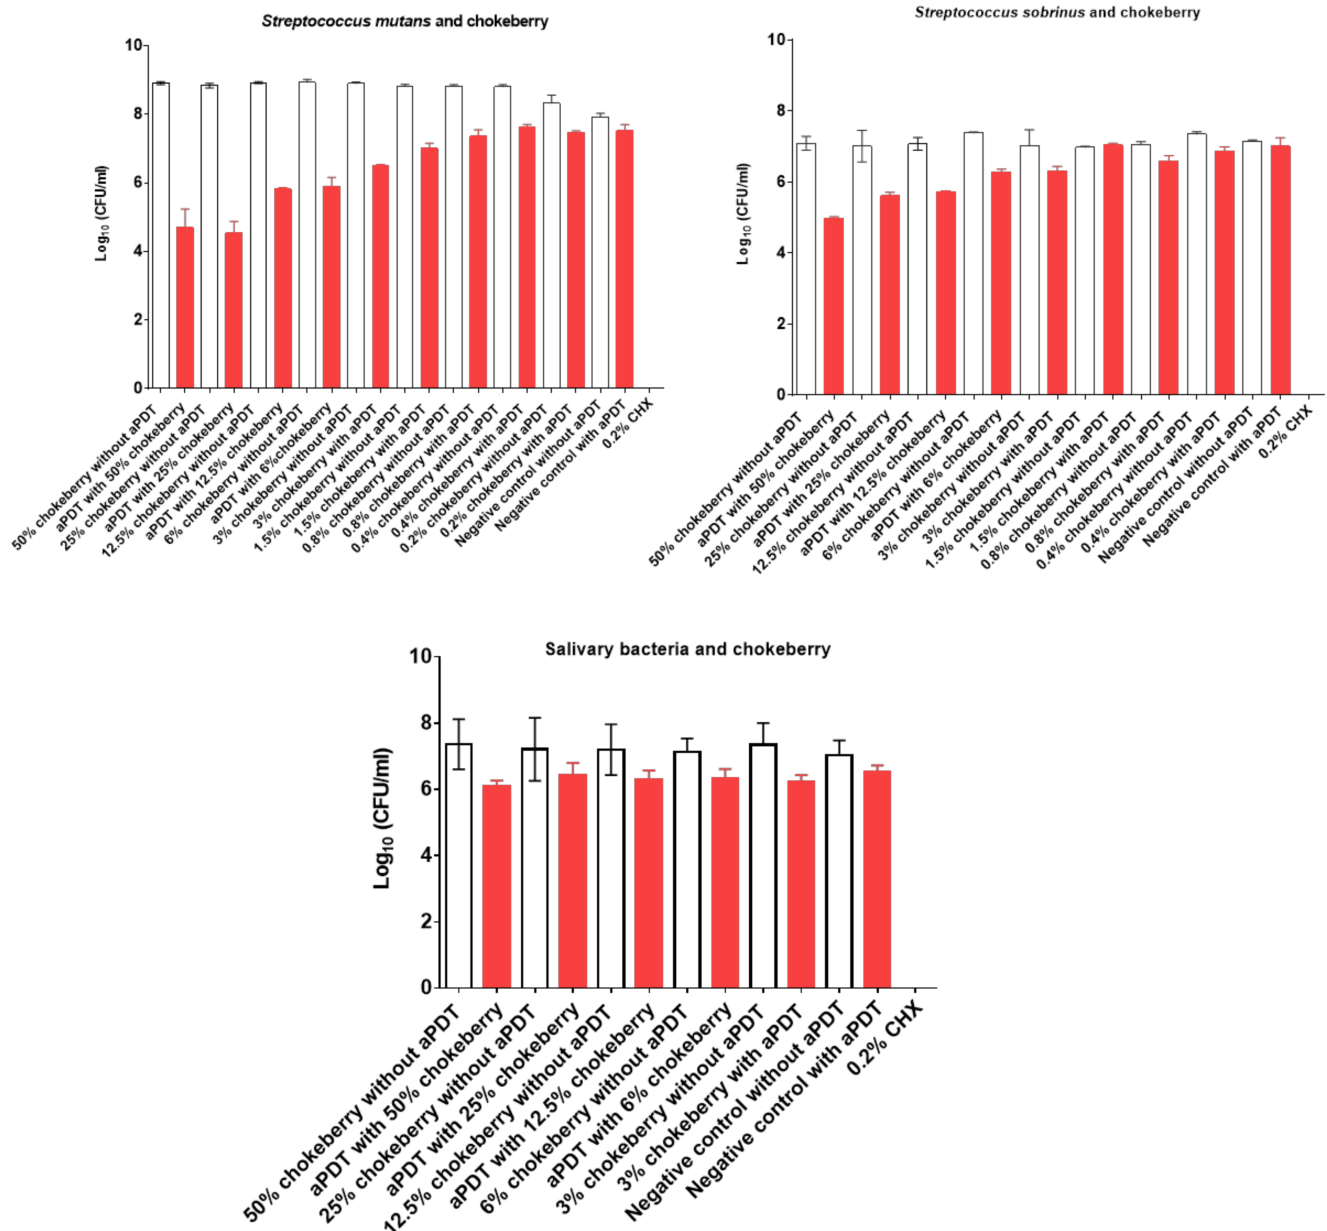 Streptococcus mutans and chokeberry
10
8
6
4
2
0
Log10 (CFU/ml)
50% chokeberry without aPDT
aPDT with 50% chokeberry
25% chokeberry without aPDT
aPDT with 25% chokeberry
12.5% chokeberry without aPDT
aPDT with 12.5% chokeberry
6% chokeberry without aPDT
aPDT with 6% chokeberry
3% chokeberry without aPDT
3% chokeberry with aPDT
1.5% chokeberry without aPDT
1.5% chokeberry with aPDT
0.8% chokeberry without aPDT
0.8% chokeberry with aPDT
0.4% chokeberry without aPDT
0.4% chokeberry with aPDT
0.2% chokeberry without aPDT
0.2% chokeberry with aPDT
Negative control without aPDT
Negative control with aPDT
0.2% CHX
Streptococcus sobrinus and chokeberry
10
8
6
4
2
0
Log10 (CFU/ml)
50% chokeberry without aPDT
aPDT with 50% chokeberry
25% chokeberry without aPDT
aPDT with 25% chokeberry
12.5% chokeberry without aPDT
aPDT with 12.5% chokeberry
6% chokeberry without aPDT
aPDT with 6% chokeberry
3% chokeberry without aPDT
3% chokeberry with aPDT
1.5% chokeberry without aPDT
1.5% chokeberry with aPDT
0.8% chokeberry without aPDT
0.8% chokeberry with aPDT
0.4% chokeberry without aPDT
0.4% chokeberry with aPDT
Negative control without aPDT
Negative control with aPDT
0.2% CHX
Salivary bacteria and chokeberry
10
8
6
4
2
0
Log10 (CFU/ml)
50% chokeberry without aPDT
aPDT with 50% chokeberry
25% chokeberry without aPDT
aPDT with 25% chokeberry
12.5% chokeberry without aPDT
aPDT with 12.5% chokeberry
6% chokeberry without aPDT
aPDT with 6% chokeberry
3% chokeberry without aPDT
3% chokeberry with aPDT
Negative control without aPDT
Negative control with aPDT
0.2% CHX